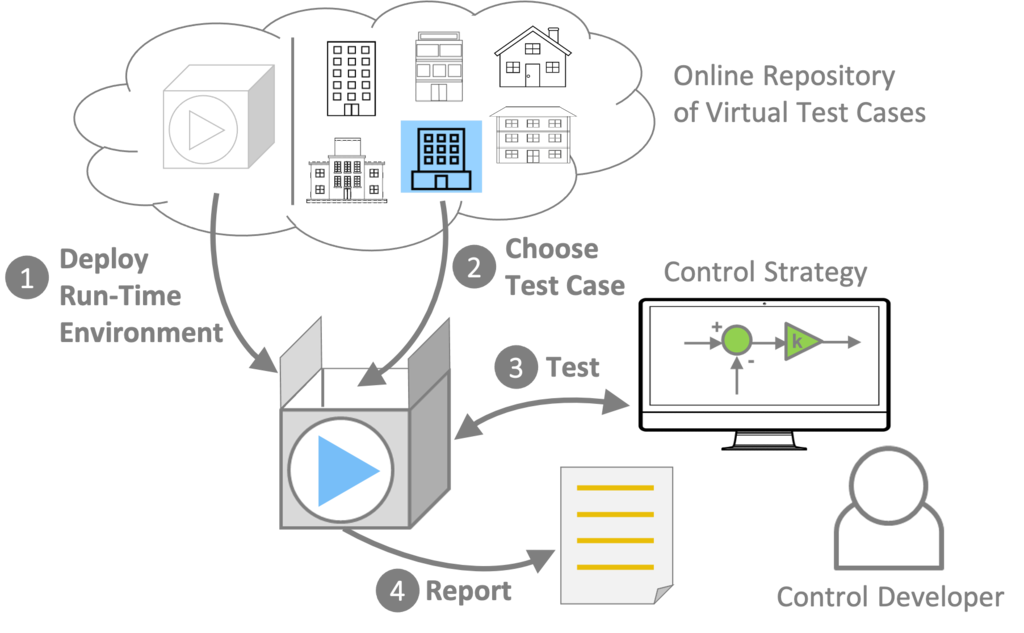 Online Repository
of Virtual Test Cases
1
Deploy
Run-Time
Environment
2
Choose
Test Case
Control Strategy
+
k
-
3
Test
4
Report
Control Developer